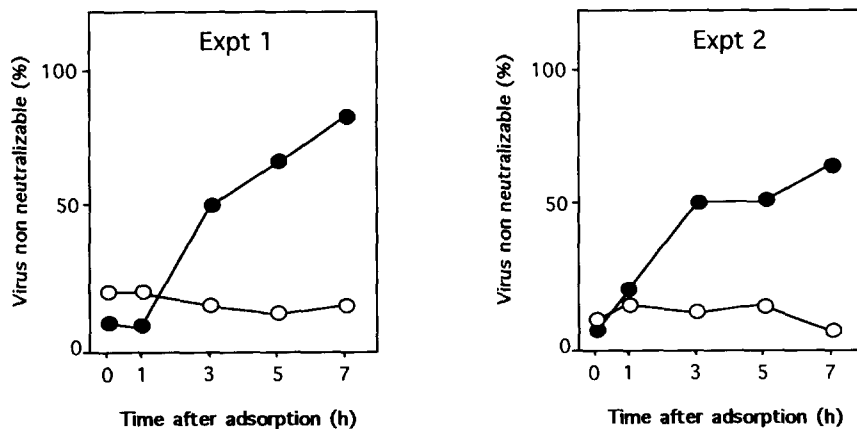 Expt 1
Virus non neutralizable (%)
100
50
0
0 1 3 5 7
Time after adsorption (h)
Expt 2
Virus non neutralizable (%)
100
50
0
0 1 3 5 7
Time after adsorption (h)